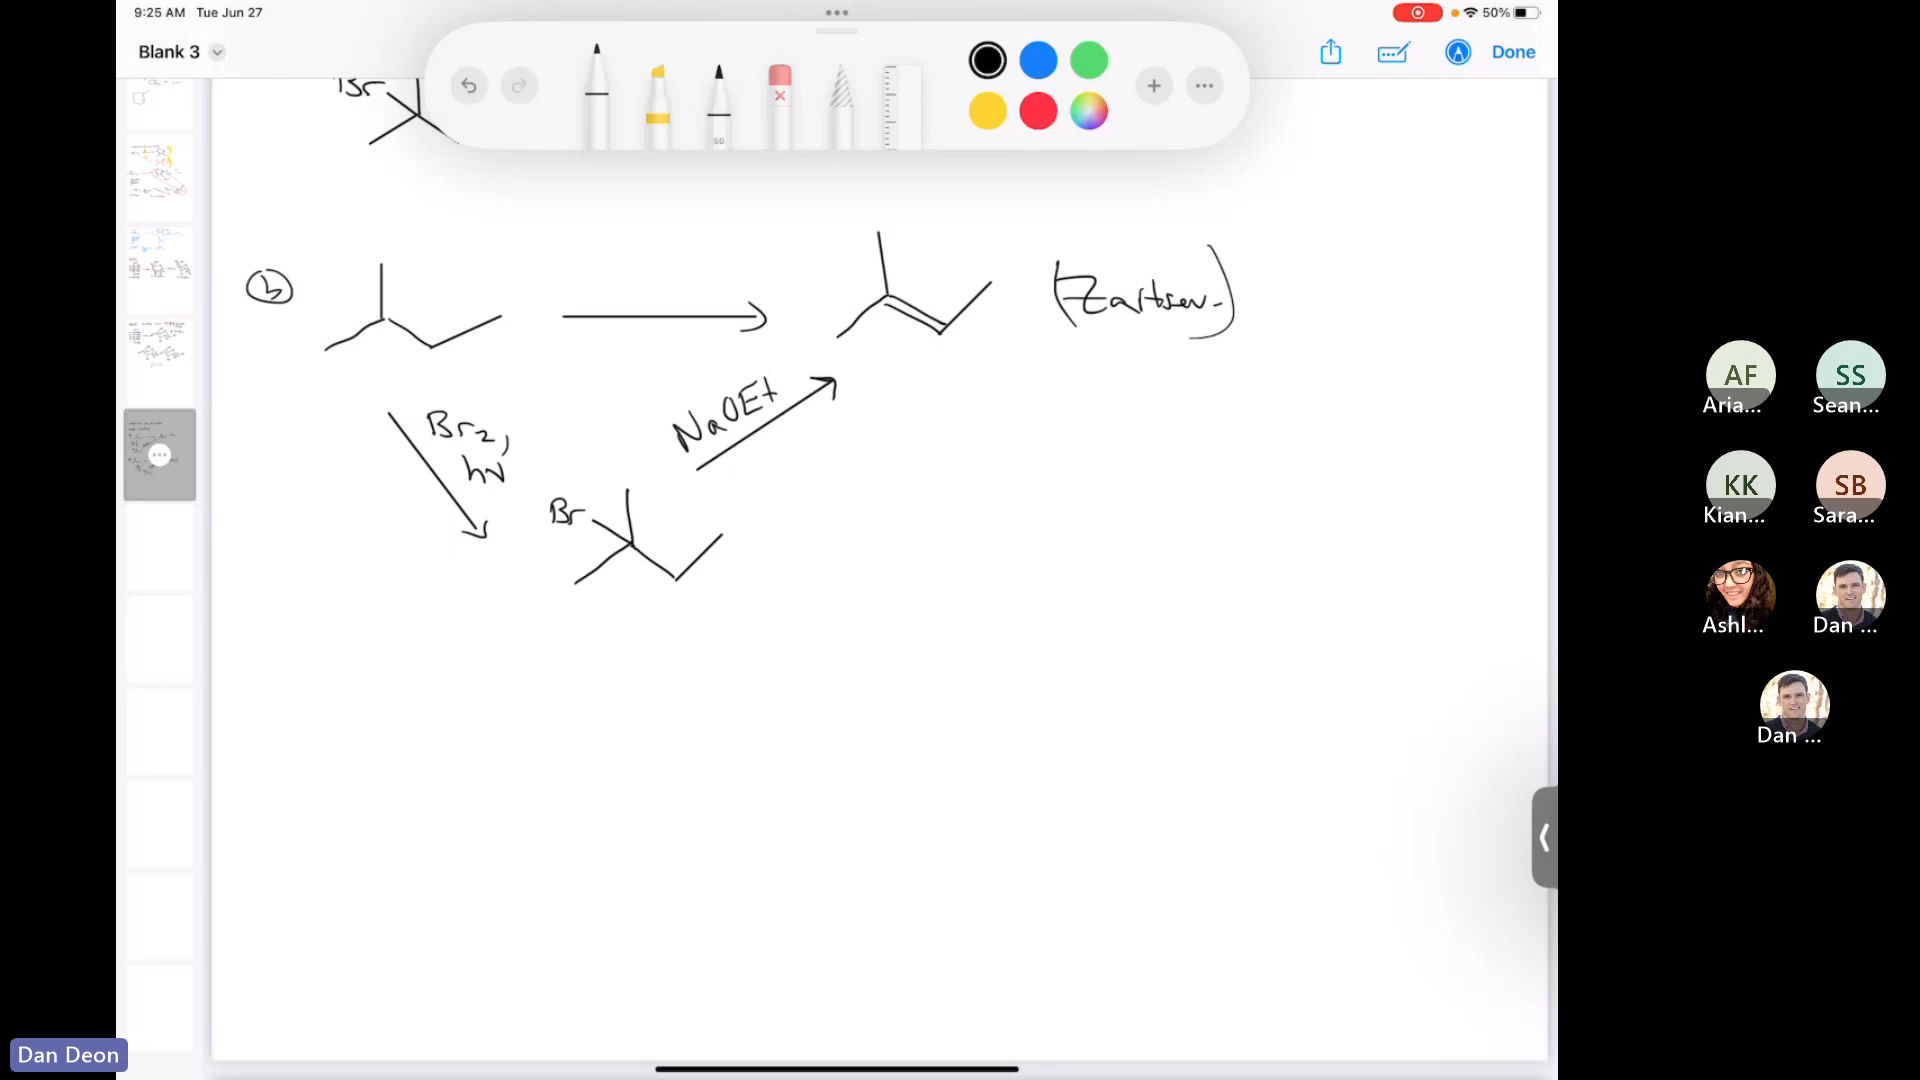 9:25 AM Tue Jun 27
50%
Blank 3
Done
50
Br
b
(Zaitsev)
NaOEt
Br2,
hν
Br
AF
Aria...
SS
Sean...
KK
Kian...
SB
Sara...
Ashl...
Dan ...
Dan ...
Dan Deon